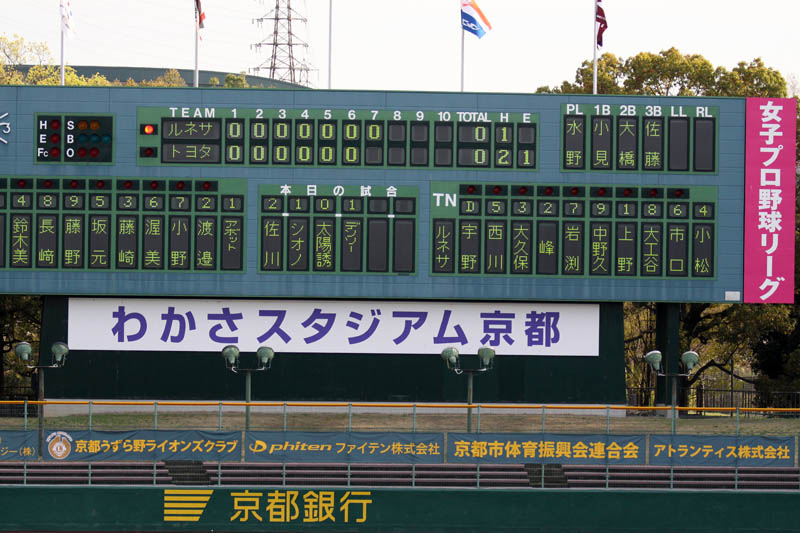 TEAM 1 2 3 4 5 6 7 8 9 10 TOTAL H E
ルネサ 0 0 0 0 0 0 0 0 1
トヨタ 0 0 0 0 0 0 0 2 1
H S
E B
Fc O
PL 1B 2B 3B LL RL
水野 小見 大橋 佐藤
女子プロ野球リーグ
4 8 9 5 3 6 7 2 1
鈴木美 長﨑 藤野 坂元 藤崎 渥美 小野 渡邉 アボット
本日の試合
2 1 0 1
佐川 シオノ 太陽誘 デンソー
TN D 5 3 2 7 9 1 8 6 4
ルネサ 宇野 西川 大久保 峰 岩渕 中野久 上野 大工谷 市口 小松
わかさスタジアム京都
ジー(株)
京都うずら野ライオンズクラブ
phiten ファイテン株式会社
京都市体育振興会連合会
アトランティス株式会社
京都銀行